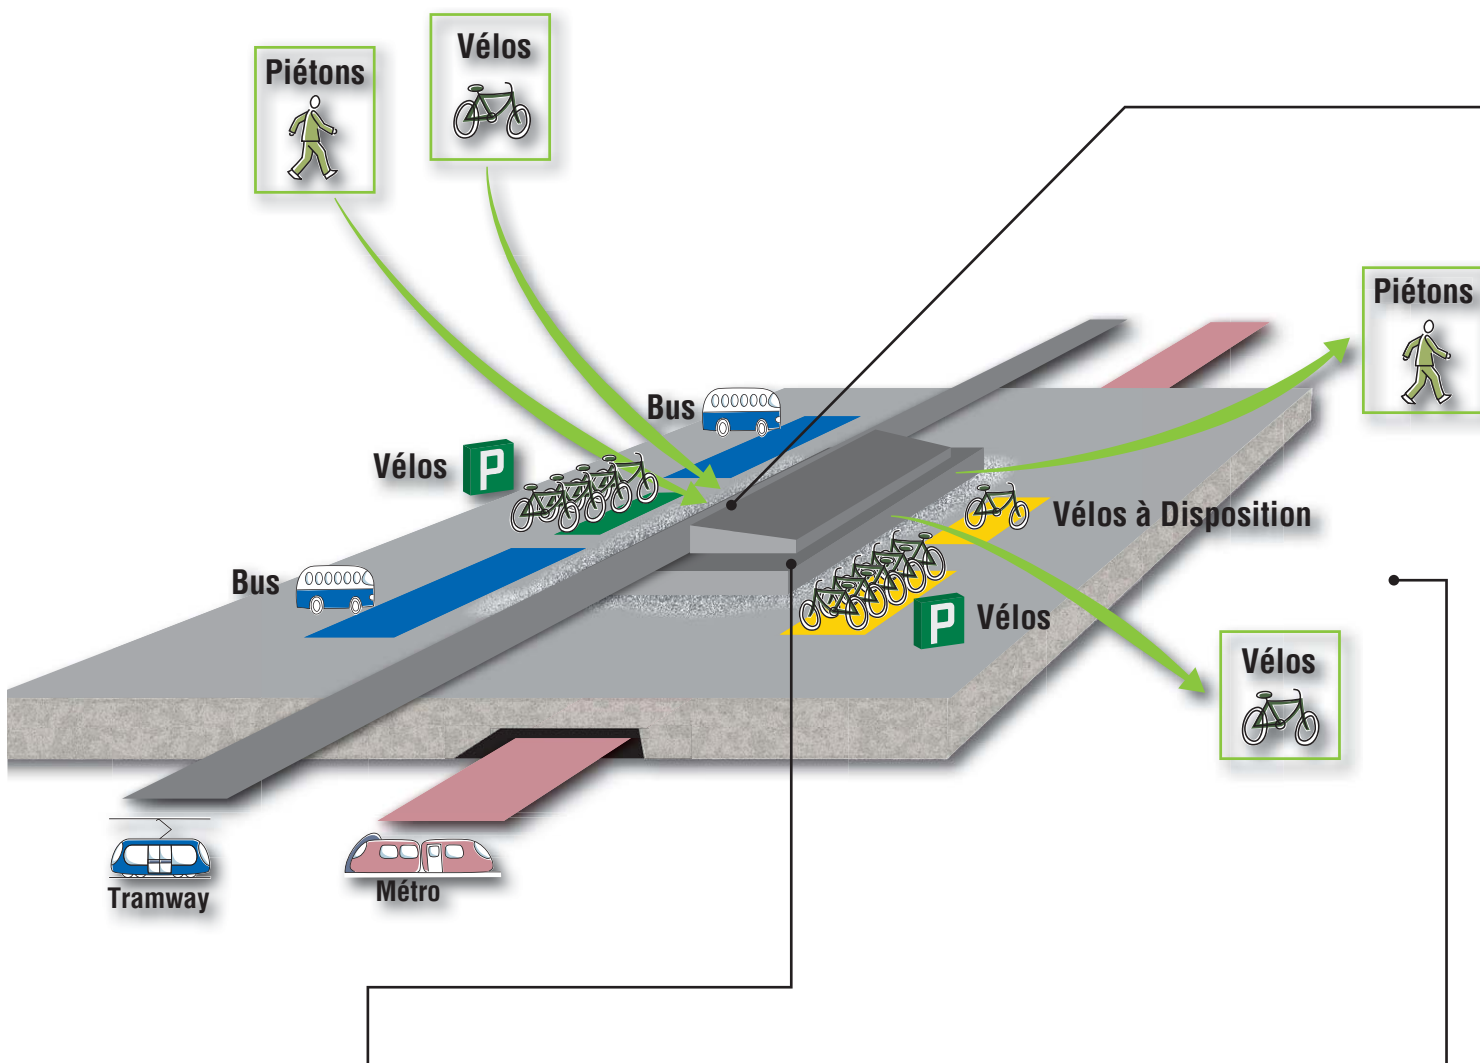 Vélos
Piétons
Piétons
Bus
Vélos
P
Vélos à Disposition
Bus
P
Vélos
Vélos
Tramway
Métro